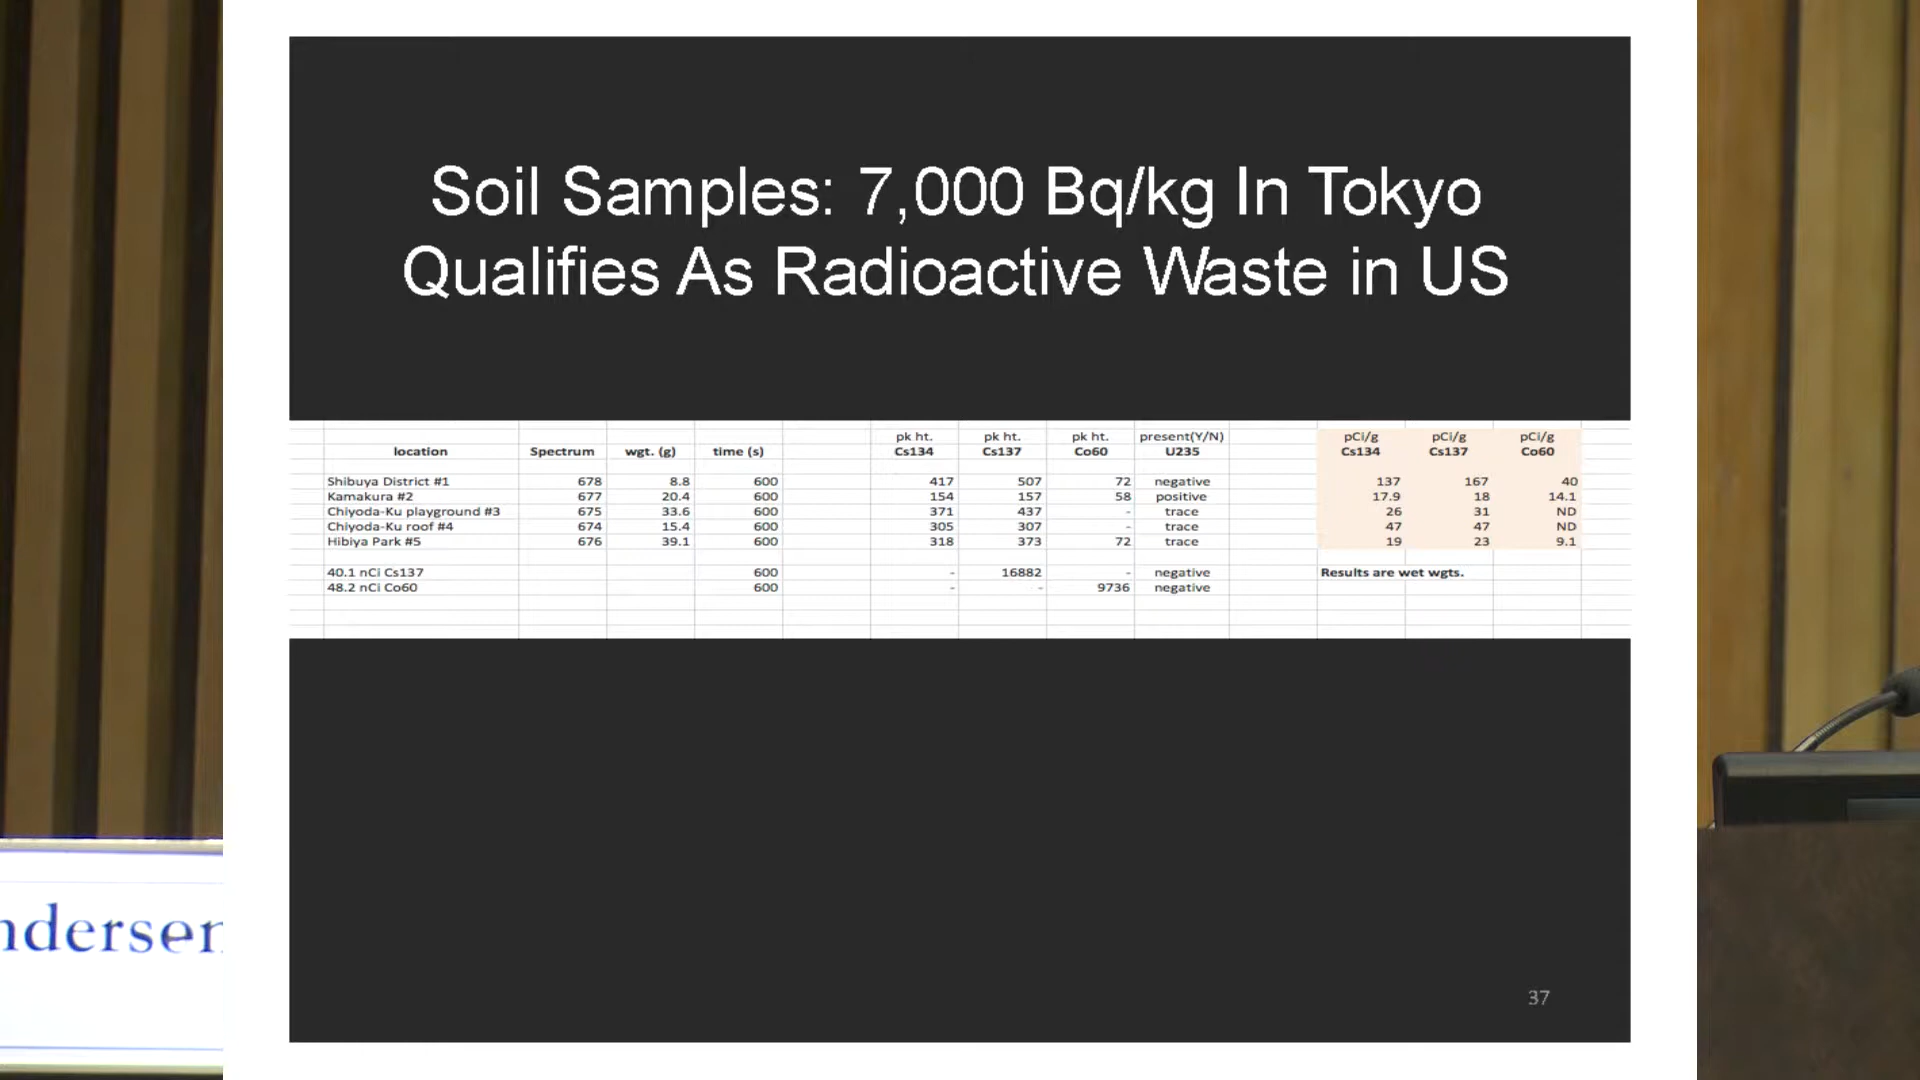 Soil Samples: 7,000 Bq/kg In Tokyo
Qualifies As Radioactive Waste in US
pk ht. pk ht. pk ht. present(Y/N) pCi/g pCi/g pCi/g
location Spectrum wgt. (g) time (s) Cs134 Cs137 Co60 U235 Cs134 Cs137 Co60
Shibuya District #1 678 8.8 600 417 507 72 negative 137 167 40
Kamakura #2 677 20.4 600 154 157 58 positive 17.9 18 14.1
Chiyoda-Ku playground #3 675 33.6 600 371 437 - trace 26 31 ND
Chiyoda-Ku roof #4 674 15.4 600 305 307 - trace 47 47 ND
Hibiya Park #5 676 39.1 600 318 373 72 trace 19 23 9.1
40.1 nCi Cs137 600 - 16882 - negative Results are wet wgts.
48.2 nCi Co60 600 - - 9736 negative
ndersen
37